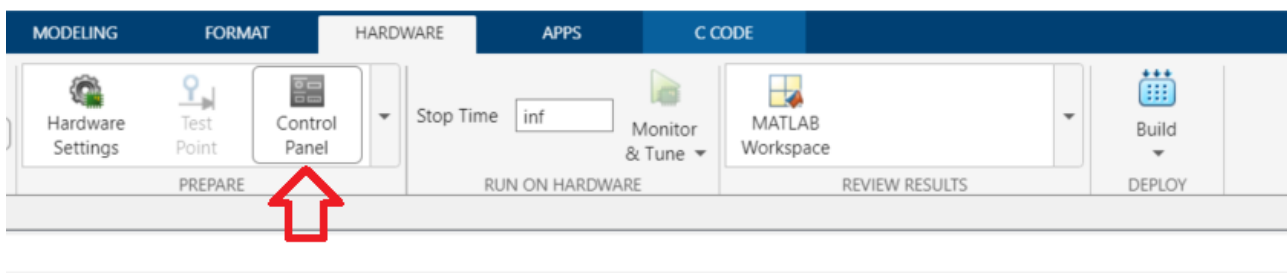 MODELING FORMAT HARDWARE APPS C CODE
Hardware Settings
Test Point
Control Panel
Stop Time inf
Monitor & Tune
MATLAB Workspace
Build
PREPARE RUN ON HARDWARE REVIEW RESULTS DEPLOY